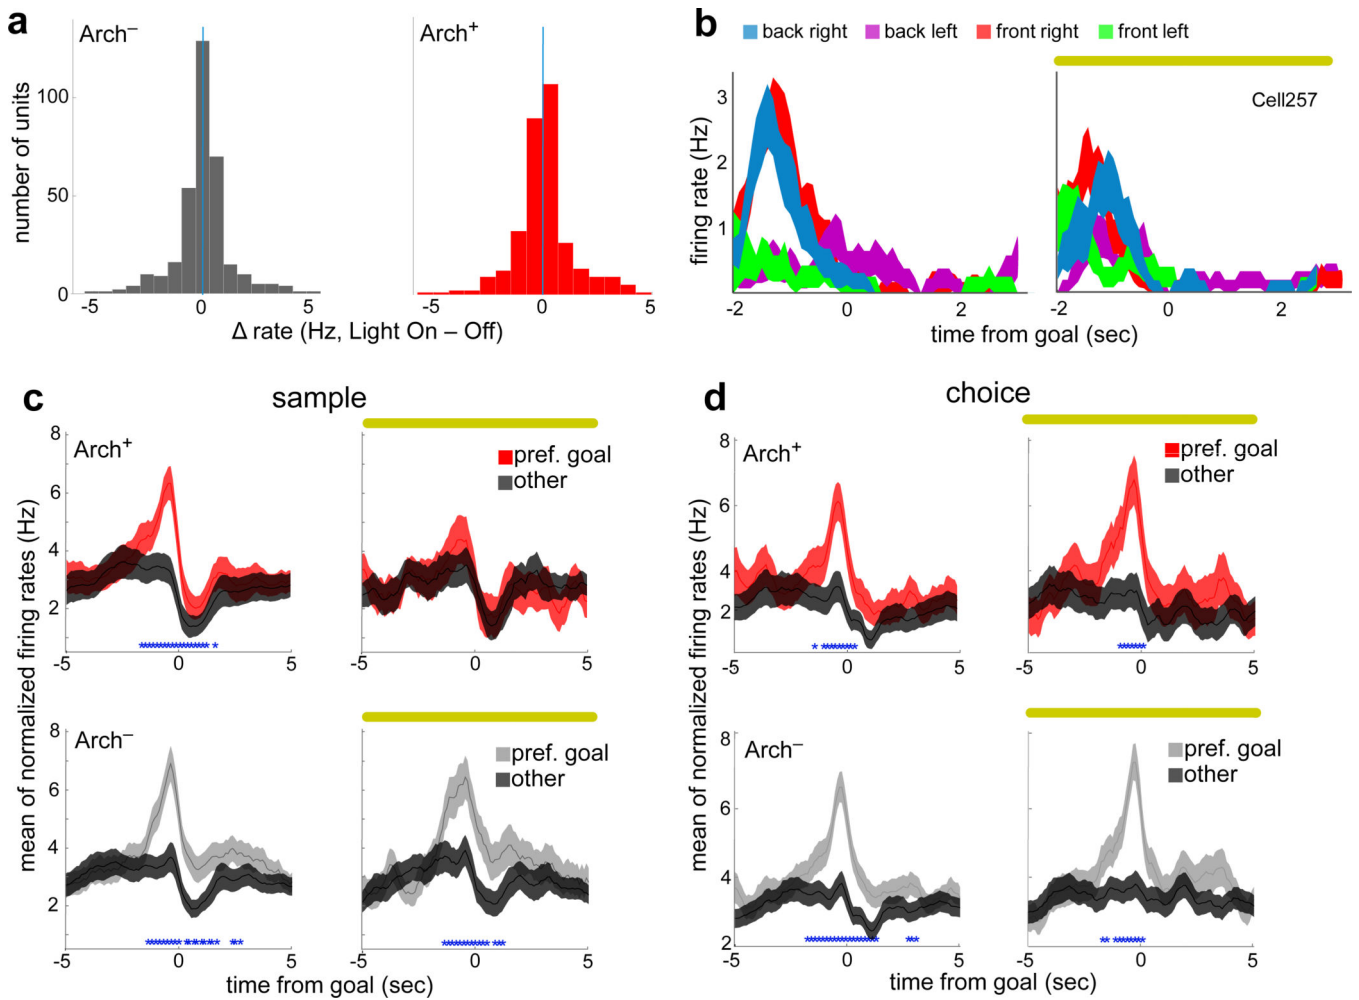 a
Arch–
Arch+
number of units
100
50
0
-5
0
5
-5
0
5
Δ rate (Hz, Light On – Off)
b
back right
back left
front right
front left
Cell257
firing rate (Hz)
3
2
1
0
-2
0
2
-2
0
2
time from goal (sec)
c
sample
mean of normalized firing rates (Hz)
Arch+
pref. goal
other
8
6
4
2
-5
0
5
-5
0
5
Arch–
pref. goal
other
8
6
4
2
-5
0
5
-5
0
5
time from goal (sec)
d
choice
mean of normalized firing rates (Hz)
Arch+
pref. goal
other
8
6
4
2
-5
0
5
-5
0
5
Arch–
pref. goal
other
8
6
4
2
-5
0
5
-5
0
5
time from goal (sec)